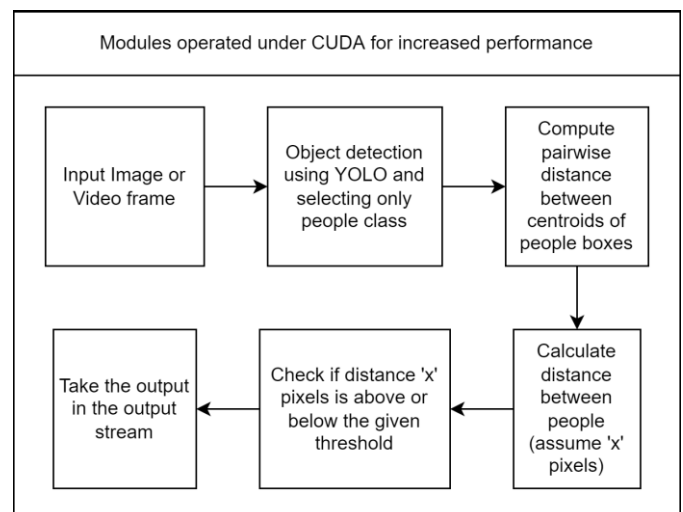 Modules operated under CUDA for increased performance
Input Image or
Video frame
Object detection
using YOLO and
selecting only
people class
Compute
pairwise
distance
between
centroids of
people boxes
Calculate
distance
between
people
(assume 'x'
pixels)
Check if distance 'x'
pixels is above or
below the given
threshold
Take the output
in the output
stream